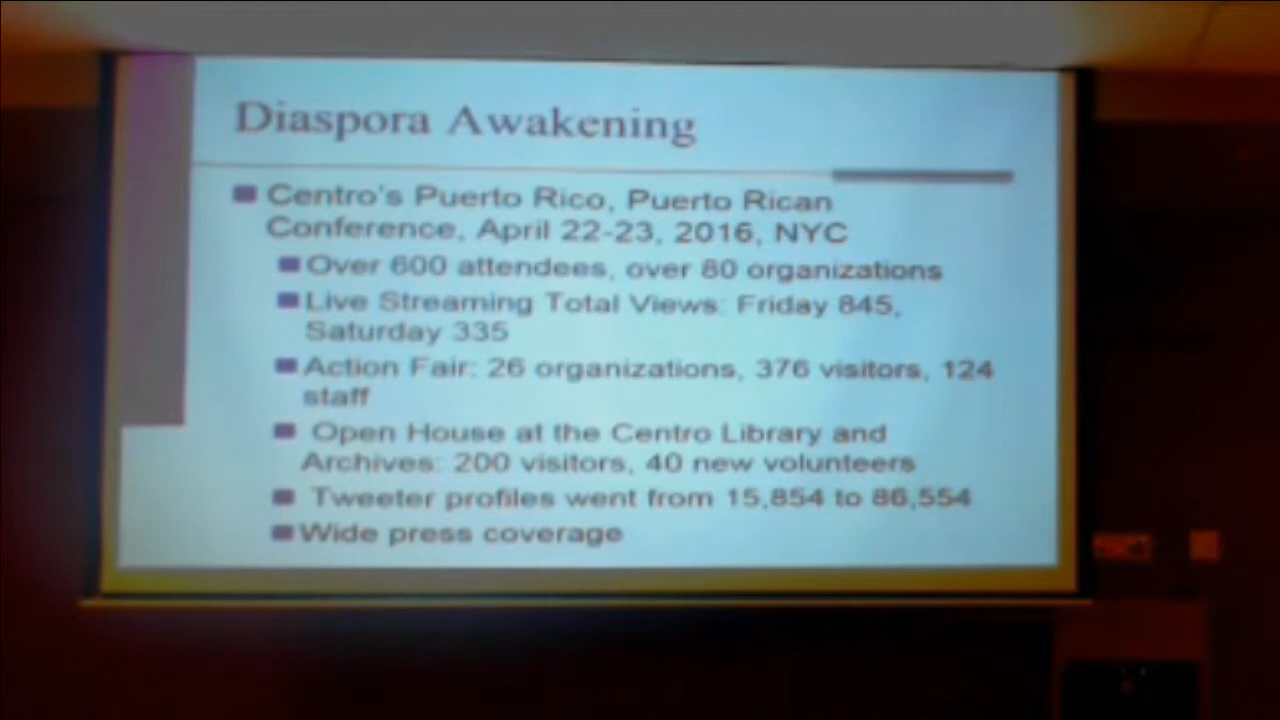 Diaspora Awakening
Centro's Puerto Rico, Puerto Rican
Conference, April 22-23, 2016, NYC
Over 600 attendees, over 80 organizations
Live Streaming Total Views: Friday 845,
Saturday 335
Action Fair: 26 organizations, 376 visitors, 124
staff
Open House at the Centro Library and
Archives: 200 visitors, 40 new volunteers
Tweeter profiles went from 15,854 to 86,554
Wide press coverage